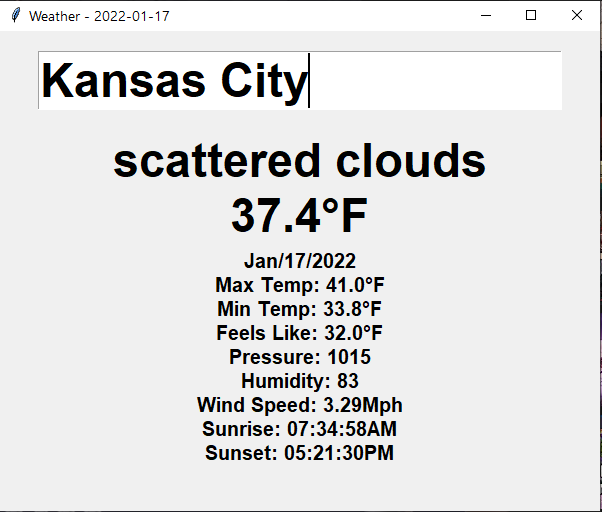 Weather - 2022-01-17
Kansas City
scattered clouds
37.4°F
Jan/17/2022
Max Temp: 41.0°F
Min Temp: 33.8°F
Feels Like: 32.0°F
Pressure: 1015
Humidity: 83
Wind Speed: 3.29Mph
Sunrise: 07:34:58AM
Sunset: 05:21:30PM